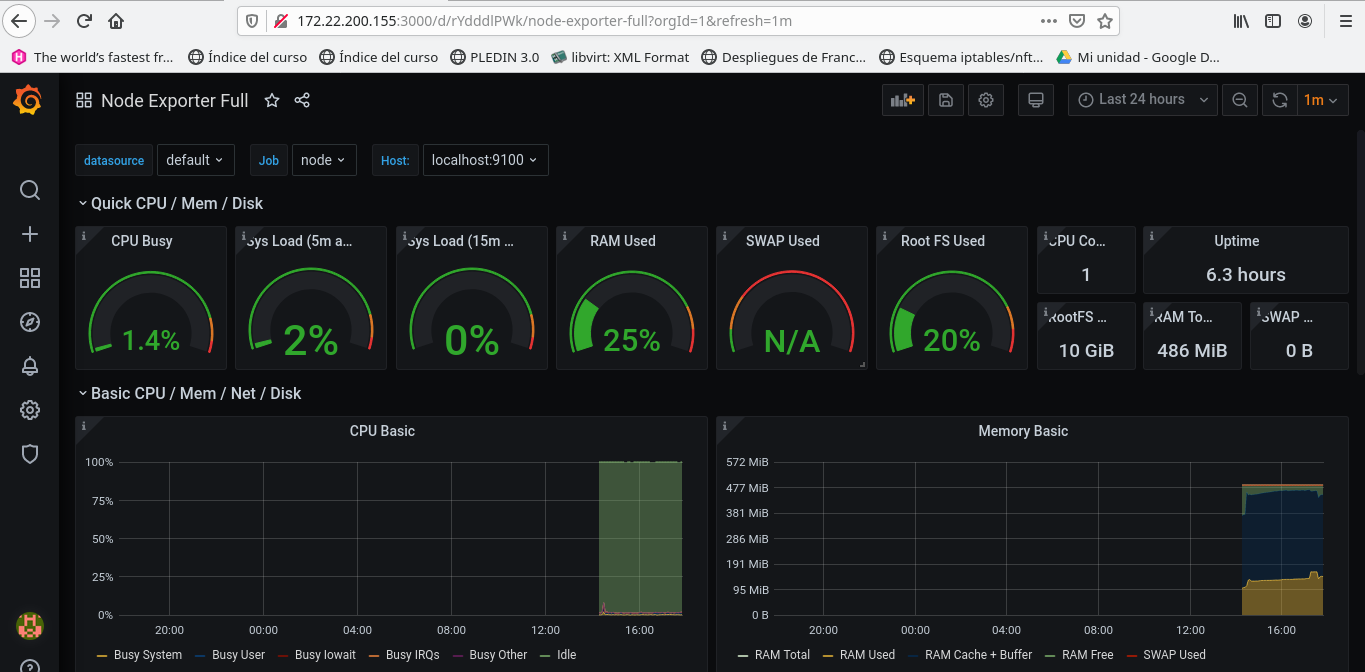 172.22.200.155:3000/d/rYdddlPWk/node-exporter-full?orgId=1&refresh=1m
The world's fastest fr... Índice del curso Índice del curso PLEDIN 3.0 libvirt: XML Format Despliegues de Franc... Esquema iptables/nft... Mi unidad - Google D...
Node Exporter Full Last 24 hours 1m
datasource default Job node Host: localhost:9100
Quick CPU / Mem / Disk
CPU Busy Sys Load (5m a... Sys Load (15m ... RAM Used SWAP Used Root FS Used CPU Co... Uptime
1 6.3 hours
1.4% 2% 0% 25% N/A 20%
RootFS ... RAM To... SWAP ...
10 GiB 486 MiB 0 B
Basic CPU / Mem / Net / Disk
CPU Basic
100%
75%
50%
25%
0%
20:00 00:00 04:00 08:00 12:00 16:00
Busy System Busy User Busy Iowait Busy IRQs Busy Other Idle
Memory Basic
572 MiB
477 MiB
381 MiB
286 MiB
191 MiB
95 MiB
0 B
20:00 00:00 04:00 08:00 12:00 16:00
RAM Total RAM Used RAM Cache + Buffer RAM Free SWAP Used